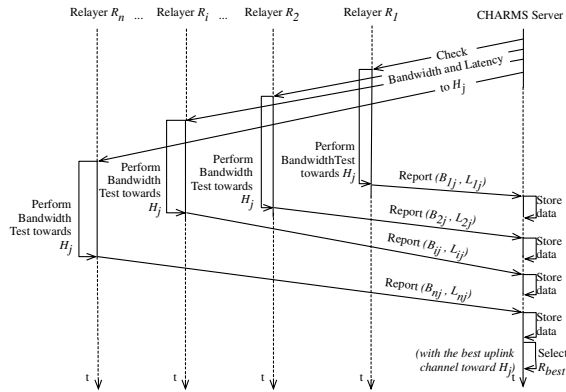 Relayer R_n ... Relayer R_i ... Relayer R_2 Relayer R_1 CHARMS Server
Check
Bandwidth and Latency
to H_j
Perform
BandwidthTest
towards H_j
Perform
Bandwidth
Test towards
H_j
Perform
Bandwidth
Test towards
H_j
Perform
Bandwidth
Test towards
H_j
Report (B_1j , L_1j)
Store
data
Report (B_2j , L_2j)
Store
data
Report (B_ij , L_ij)
Store
data
Report (B_nj , L_nj)
Store
data
(with the best uplink
channel toward H_j)
Select
R_best
t t t t t